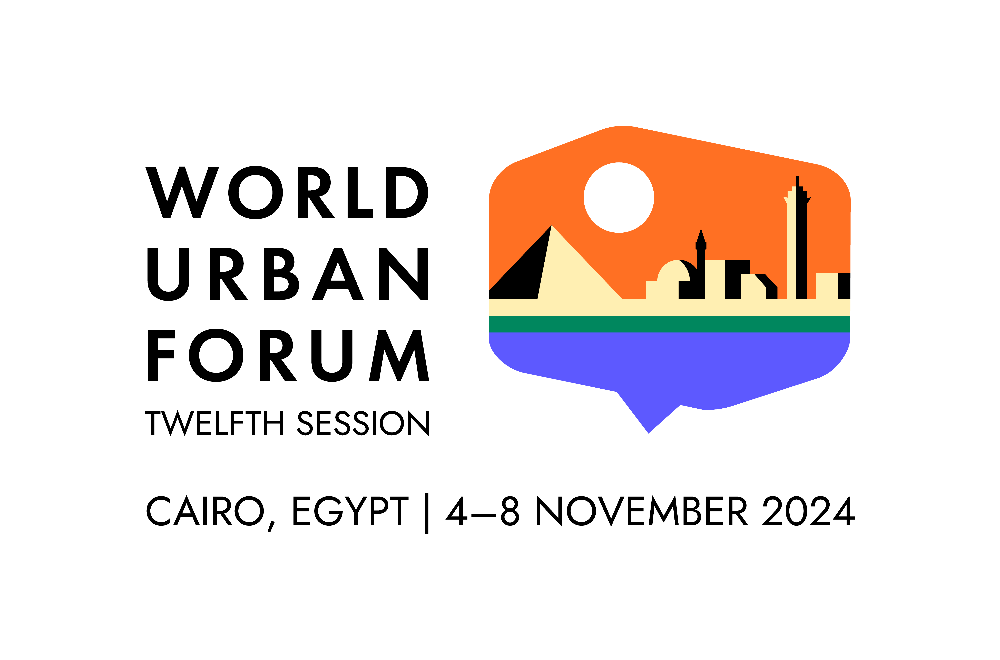 WORLD
URBAN
FORUM
TWELFTH SESSION
CAIRO, EGYPT | 4—8 NOVEMBER 2024